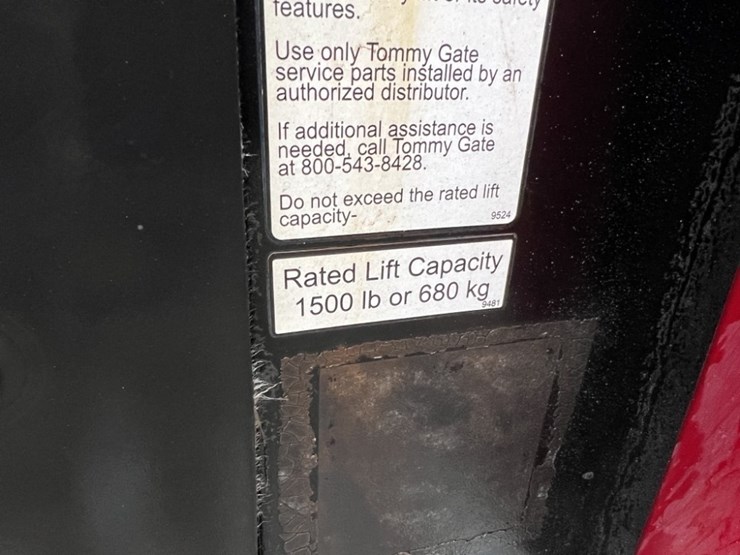 features.
Use only Tommy Gate
service parts installed by an
authorized distributor.
If additional assistance is
needed, call Tommy Gate
at 800-543-8428.
Do not exceed the rated lift
capacity-
9524
Rated Lift Capacity
1500 lb or 680 kg
9481